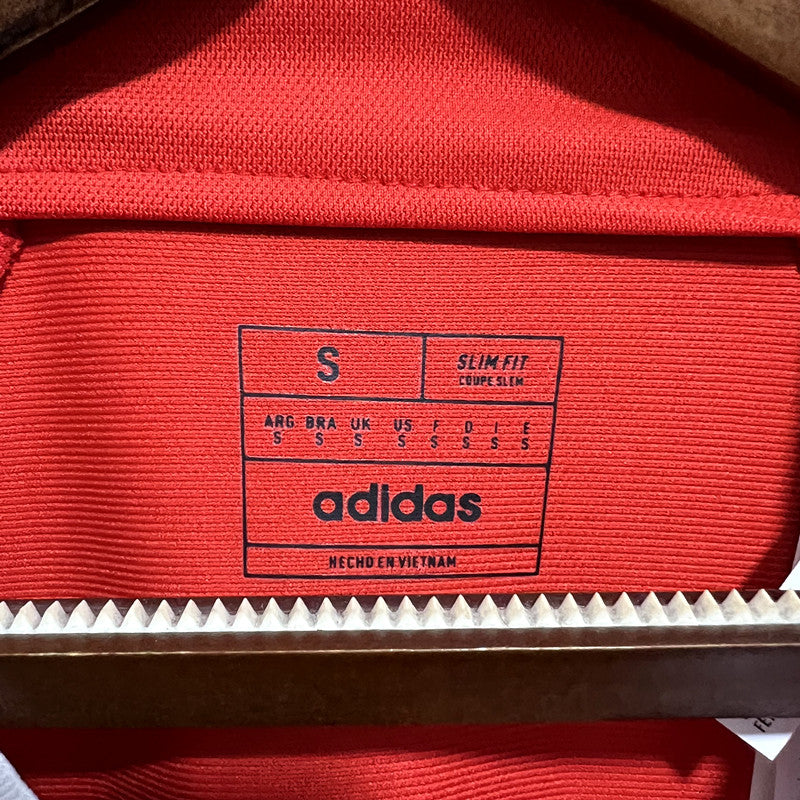 S
SLIM FIT
COUPE SLIM
ARG BRA UK US F D I E
S S S S S S S S
adidas
HECHO EN VIETNAM